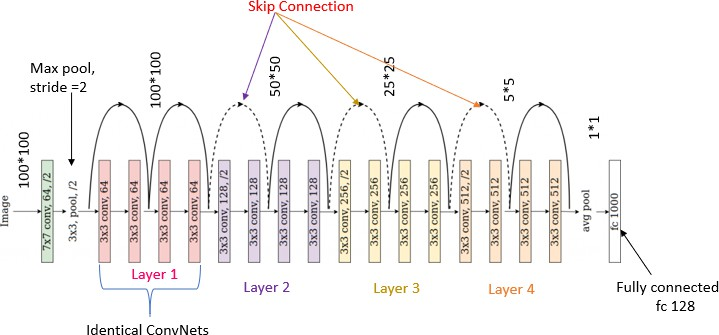 Skip Connection
Max pool,
stride =2
100*100
100*100
50*50
25*25
5*5
1*1
Image
7x7 conv, 64, /2
3x3, pool, /2
3x3 conv, 64
3x3 conv, 64
3x3 conv, 64
3x3 conv, 64
3x3 conv, 128, /2
3x3 conv, 128
3x3 conv, 128
3x3 conv, 128
3x3 conv, 256, /2
3x3 conv, 256
3x3 conv, 256
3x3 conv, 256
3x3 conv, 512, /2
3x3 conv, 512
3x3 conv, 512
3x3 conv, 512
avg pool
fc 1000
Layer 1
Layer 2
Layer 3
Layer 4
Fully connected
fc 128
Identical ConvNets